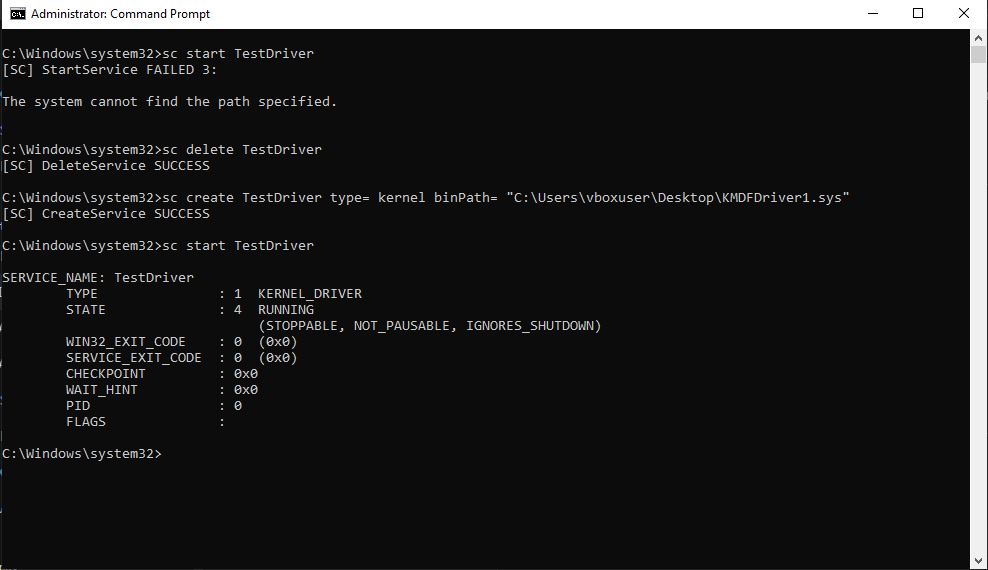 Administrator: Command Prompt
C:\Windows\system32>sc start TestDriver
[SC] StartService FAILED 3:
The system cannot find the path specified.
C:\Windows\system32>sc delete TestDriver
[SC] DeleteService SUCCESS
C:\Windows\system32>sc create TestDriver type= kernel binPath= "C:\Users\vboxuser\Desktop\KMDFDriver1.sys"
[SC] CreateService SUCCESS
C:\Windows\system32>sc start TestDriver
SERVICE_NAME: TestDriver
        TYPE               : 1  KERNEL_DRIVER
        STATE              : 4  RUNNING
                                (STOPPABLE, NOT_PAUSABLE, IGNORES_SHUTDOWN)
        WIN32_EXIT_CODE    : 0  (0x0)
        SERVICE_EXIT_CODE  : 0  (0x0)
        CHECKPOINT         : 0x0
        WAIT_HINT          : 0x0
        PID                : 0
        FLAGS              :
C:\Windows\system32>